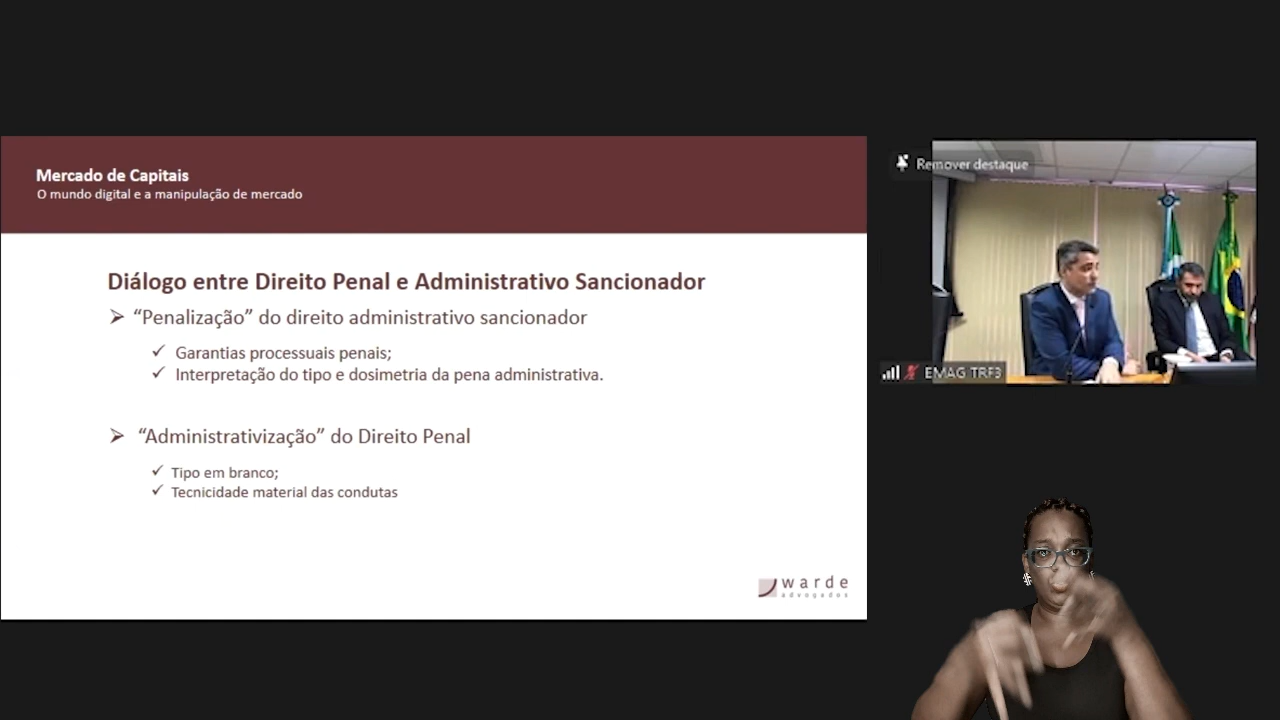 Mercado de Capitais
O mundo digital e a manipulação de mercado
Diálogo entre Direito Penal e Administrativo Sancionador
“Penalização” do direito administrativo sancionador
Garantias processuais penais;
Interpretação do tipo e dosimetria da pena administrativa.
“Administrativização” do Direito Penal
Tipo em branco;
Tecnicidade material das condutas
warde
advogados
Remover destaque
EMAG TRF3